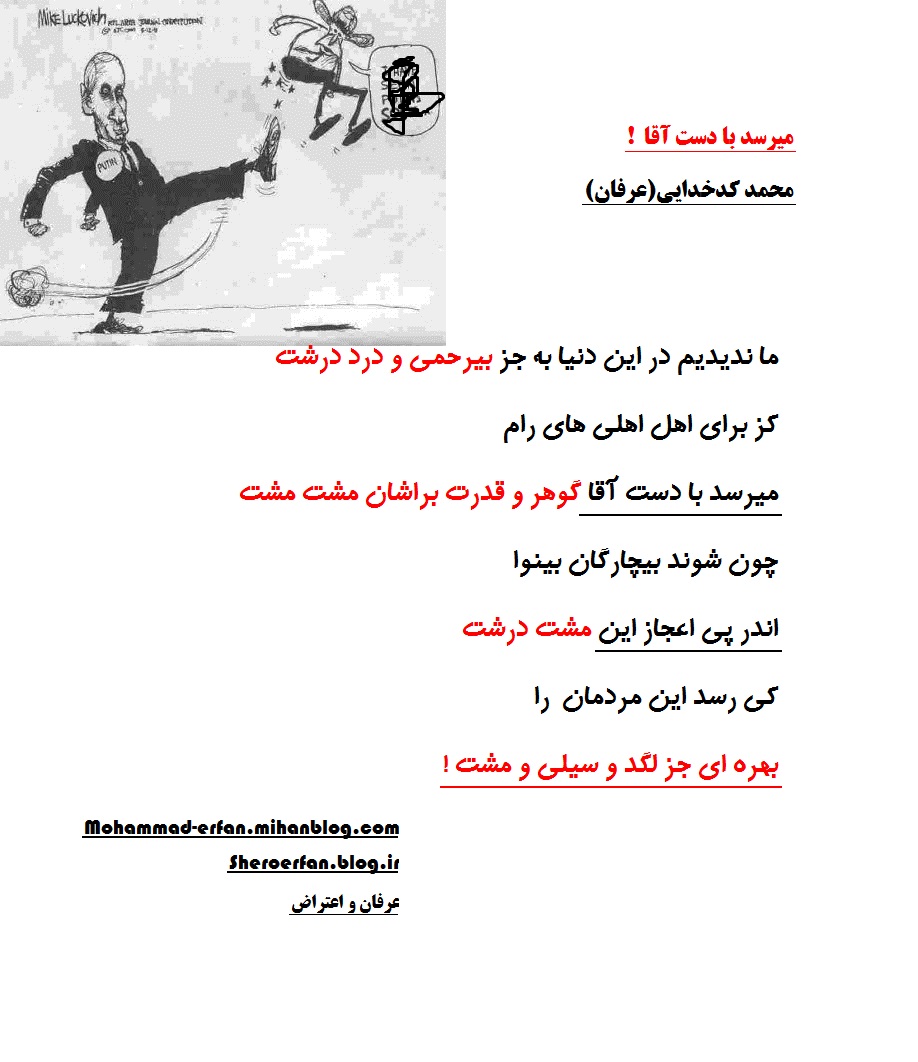 MIKE LUCKOVICH ATLANTA JOURNAL-CONSTITUTION
PUTIN
میرسد با دست آقا !
محمد کدخدایی(عرفان)
ما ندیدیم در این دنیا به جز بیرحمی و درد درشت
کز برای اهل اهلی های رام
میرسد با دست آقا گوهر و قدرت براشان مشت مشت
چون شوند بیچارگان بینوا
اندر پی اعجاز این مشت درشت
کی رسد این مردمان را
بهره ای جز لگد و سیلی و مشت !
Mohammad-erfan.mihanblog.com
Sheroerfan.blog.ir
عرفان و اعتراض